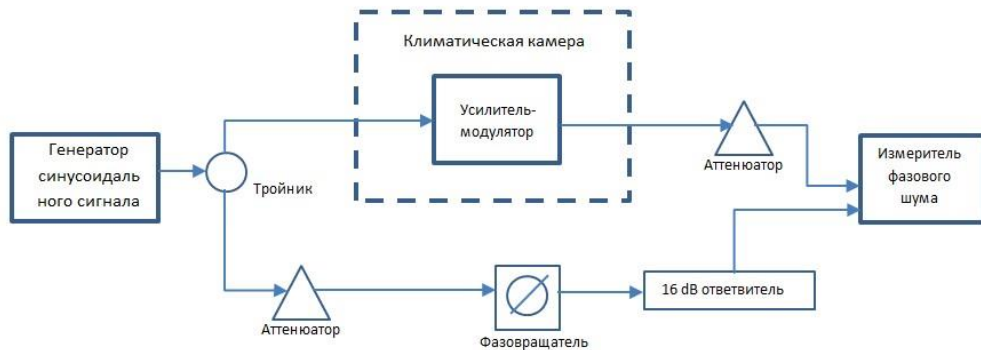 Климатическая камера
Усилитель-
модулятор
Генератор
синусоидаль
ного сигнала
Тройник
Аттенюатор
Измеритель
фазового
шума
Аттенюатор
Фазовращатель
16 dB ответвитель